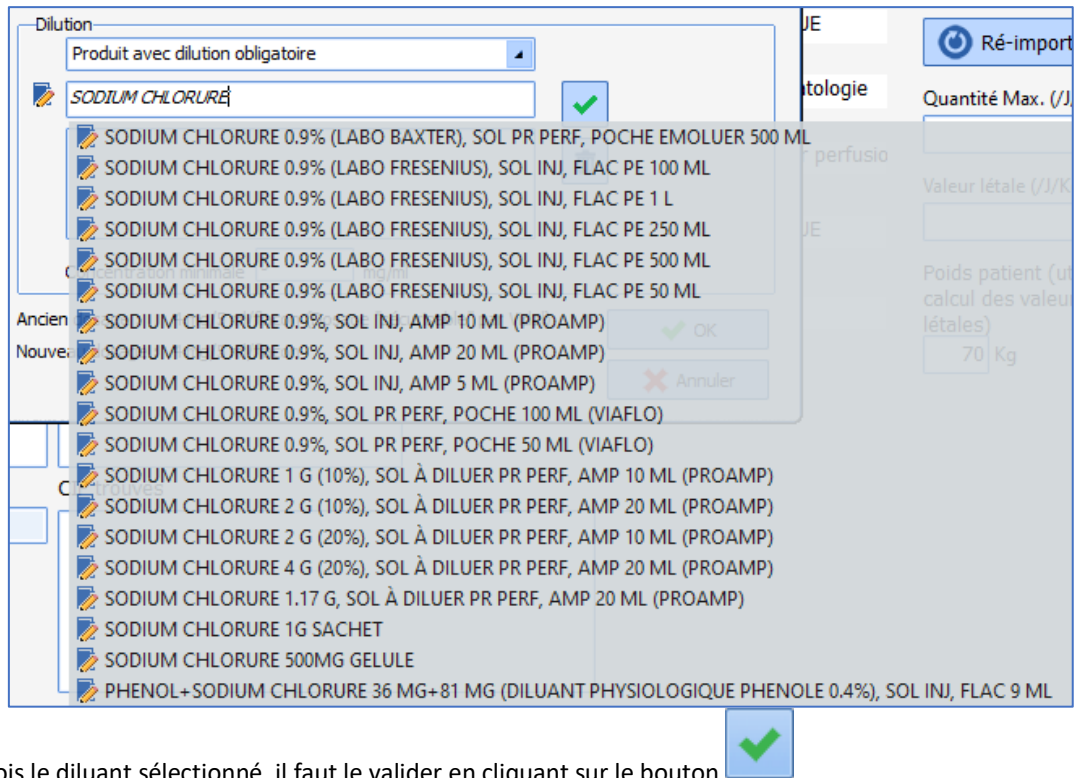 Dilution
Produit avec dilution obligatoire
SODIUM CHLORURE
SODIUM CHLORURE 0.9% (LABO BAXTER), SOL PR PERF, POCHE EMOLUER 500 ML
SODIUM CHLORURE 0.9% (LABO FRESENIUS), SOL INJ, FLAC PE 100 ML
SODIUM CHLORURE 0.9% (LABO FRESENIUS), SOL INJ, FLAC PE 1 L
SODIUM CHLORURE 0.9% (LABO FRESENIUS), SOL INJ, FLAC PE 250 ML
SODIUM CHLORURE 0.9% (LABO FRESENIUS), SOL INJ, FLAC PE 500 ML
SODIUM CHLORURE 0.9% (LABO FRESENIUS), SOL INJ, FLAC PE 50 ML
SODIUM CHLORURE 0.9%, SOL INJ, AMP 10 ML (PROAMP)
SODIUM CHLORURE 0.9%, SOL INJ, AMP 20 ML (PROAMP)
SODIUM CHLORURE 0.9%, SOL INJ, AMP 5 ML (PROAMP)
SODIUM CHLORURE 0.9%, SOL PR PERF, POCHE 100 ML (VIAFLO)
SODIUM CHLORURE 0.9%, SOL PR PERF, POCHE 50 ML (VIAFLO)
SODIUM CHLORURE 1 G (10%), SOL À DILUER PR PERF, AMP 10 ML (PROAMP)
SODIUM CHLORURE 2 G (10%), SOL À DILUER PR PERF, AMP 20 ML (PROAMP)
SODIUM CHLORURE 2 G (20%), SOL À DILUER PR PERF, AMP 10 ML (PROAMP)
SODIUM CHLORURE 4 G (20%), SOL À DILUER PR PERF, AMP 20 ML (PROAMP)
SODIUM CHLORURE 1.17 G, SOL À DILUER PR PERF, AMP 20 ML (PROAMP)
SODIUM CHLORURE 1G SACHET
SODIUM CHLORURE 500MG GELULE
PHENOL+SODIUM CHLORURE 36 MG+81 MG (DILUANT PHYSIOLOGIQUE PHENOLE 0.4%), SOL INJ, FLAC 9 ML
Concentration minimale mg/ml
Ancien
Nouveau
OK
Annuler
trouvés
UE
tologie
r perfusio
UE
Ré-import
Quantité Max. (/J/
Valeur létale (/J/K
Poids patient (ut
calcul des valeur
létales)
70 Kg
ois le diluant sélectionné, il faut le valider en cliquant sur le bouton